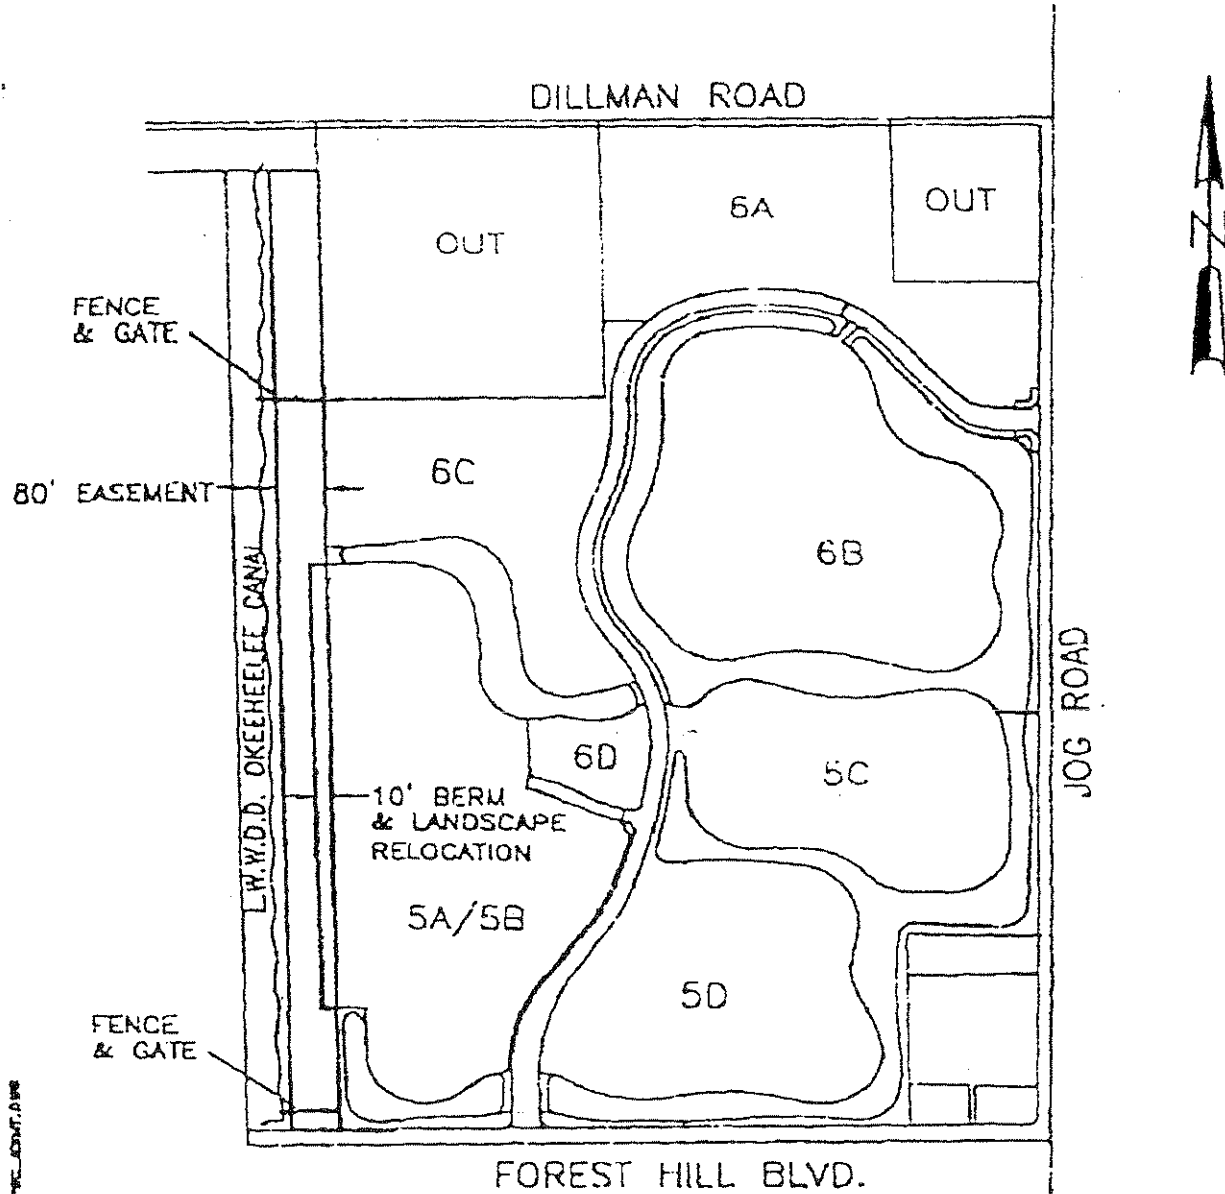 DILLMAN ROAD
6A
OUT
OUT
N
FENCE
& GATE
6C
80' EASEMENT
6B
L.W.D.D. OKEEHEELEE CANAL
JOG ROAD
6D
5C
10' BERM
& LANDSCAPE
RELOCATION
5A/5B
5D
FENCE
& GATE
FOREST HILL BLVD.